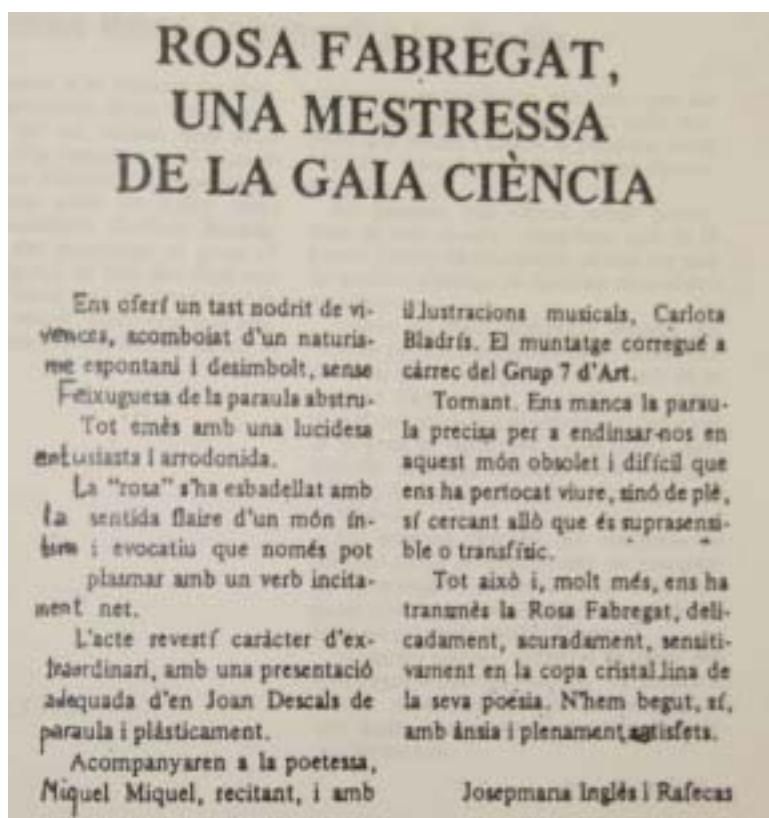 ROSA FABREGAT,
UNA MESTRESSA
DE LA GAIA CIÈNCIA
Ens oferí un tast nodrit de vi-
vences, acomboiat d'un naturis-
me espontani i desimbolt, sense
Feixuguesa de la paraula abstru-
Tot emès amb una lucidesa
entusiasta i arrodonida.
La "rosa" s'ha esbadellat amb
la sentida flaire d'un món ín-
tim i evocatiu que només pot
plasmar amb un verb incita-
ment net.
L'acte revestí caràcter d'ex-
traordinari, amb una presentació
adequada d'en Joan Descals de
paraula i plàsticament.
Acompanyaren a la poetessa,
Miquel Miquel, recitant, i amb
il.lustracions musicals, Carlota
Bladrís. El muntatge corregué a
càrrec del Grup 7 d'Art.
Tornant. Ens manca la parau-
la precisa per a endinsar-nos en
aquest món obsolet i difícil que
ens ha pertocat viure, sinó de plè,
sí cercant allò que és suprasensi-
ble o transfísic.
Tot això i, molt més, ens ha
transmès la Rosa Fabregat, deli-
cadament, acuradament, sensiti-
vament en la copa cristal.lina de
la seva poésia. N'hem begut, sí,
amb ànsia i plenament satisfets.
Josepmana Inglès i Rafecas